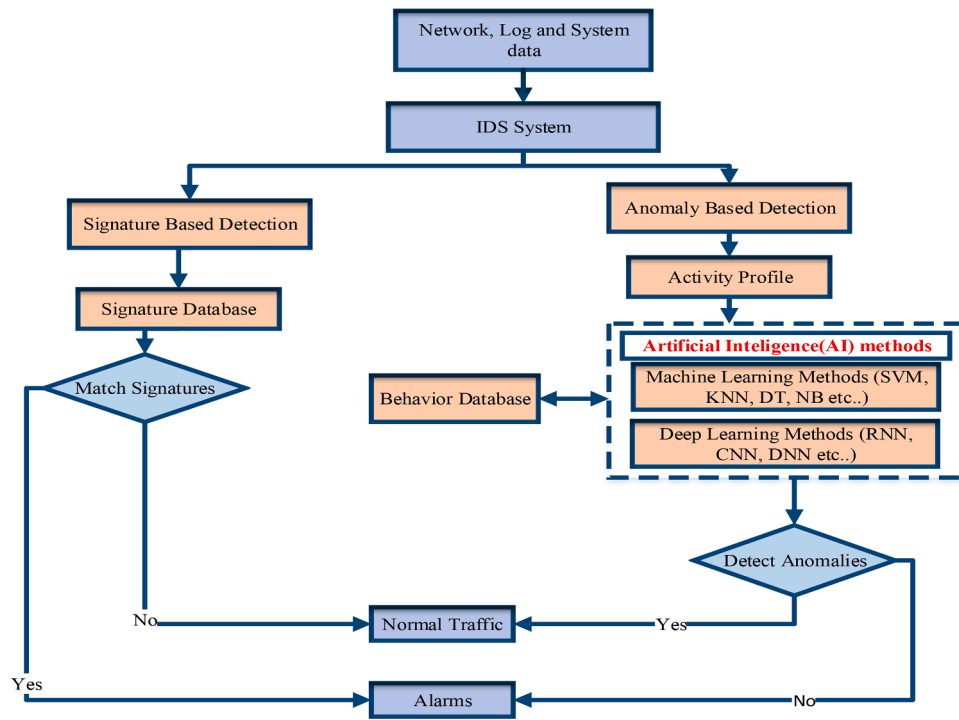 Network, Log and System
data
IDS System
Signature Based Detection
Anomaly Based Detection
Signature Database
Activity Profile
Artificial Inteligence(AI) methods
Machine Learning Methods (SVM,
KNN, DT, NB etc..)
Match Signatures
Behavior Database
Deep Learning Methods (RNN,
CNN, DNN etc..)
Detect Anomalies
No
Normal Traffic
Yes
Yes
Alarms
No